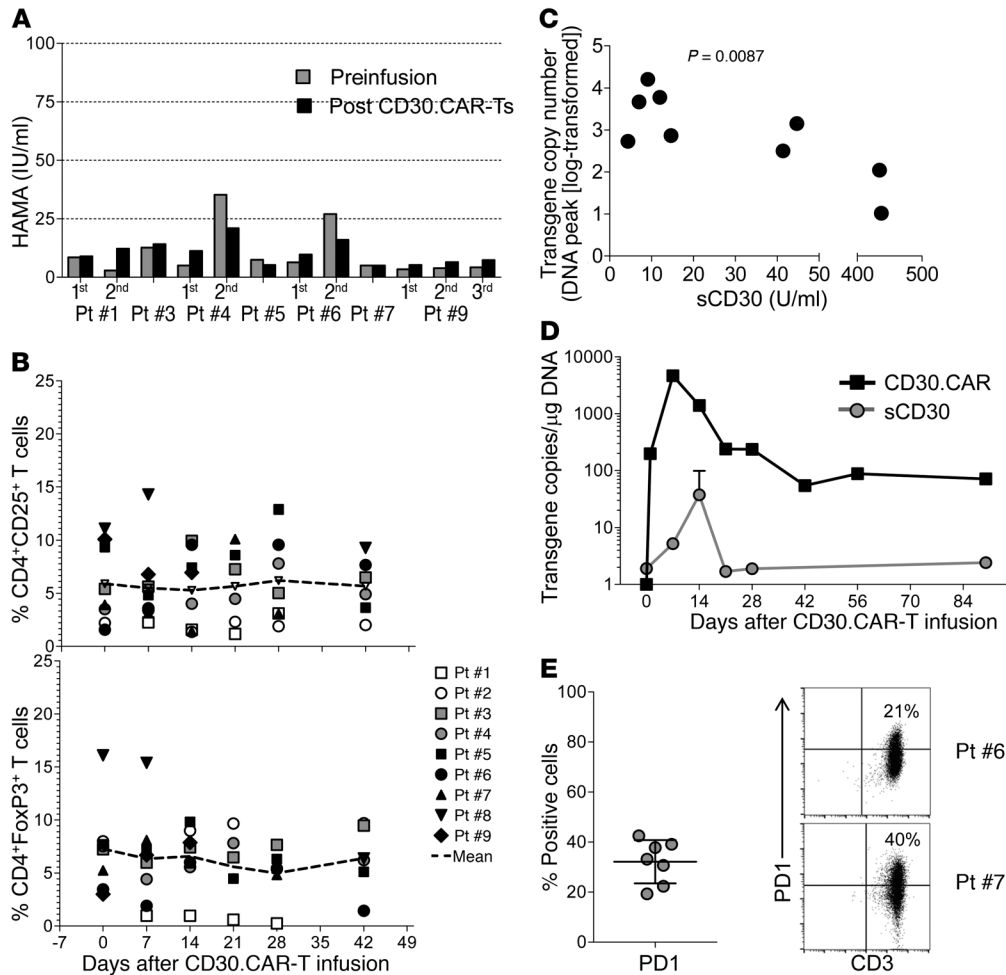 A
HAMA (IU/ml)
100
75
50
25
0
Preinfusion
Post CD30.CAR-Ts
1st 2nd 1st 2nd 1st 2nd 1st 2nd 3rd
Pt #1 Pt #3 Pt #4 Pt #5 Pt #6 Pt #7 Pt #9
B
% CD4+CD25+ T cells
25
20
15
10
5
0
% CD4+FoxP3+ T cells
25
20
15
10
5
0
-7 0 7 14 21 28 35 42 49
Days after CD30.CAR-T infusion
Pt #1
Pt #2
Pt #3
Pt #4
Pt #5
Pt #6
Pt #7
Pt #8
Pt #9
Mean
C
Transgene copy number
(DNA peak [log-transformed])
5
4
3
2
1
0
P = 0.0087
0 10 20 30 40 50 400 500
sCD30 (U/ml)
D
Transgene copies/µg DNA
10000
1000
100
10
1
CD30.CAR
sCD30
0 14 28 42 56 70 84
Days after CD30.CAR-T infusion
E
% Positive cells
100
80
60
40
20
0
PD1
PD1
21%
Pt #6
40%
Pt #7
CD3